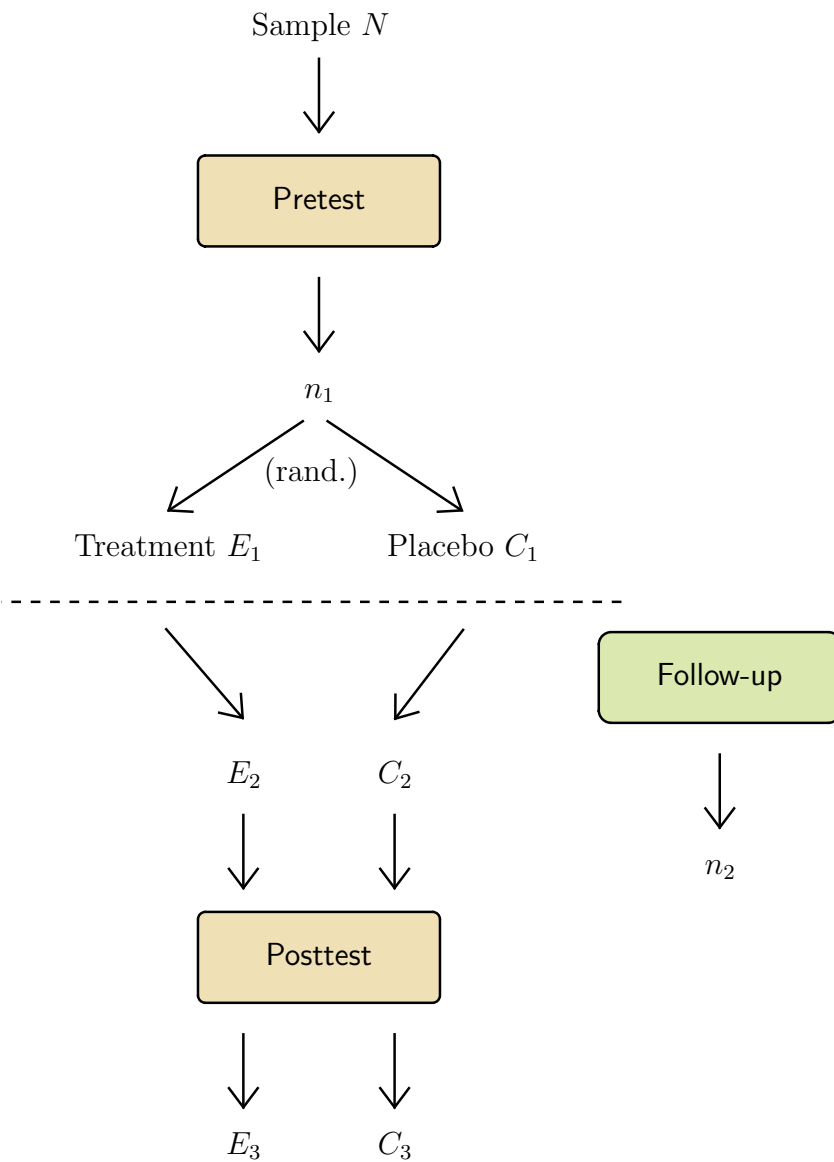 Sample N
Pretest
n₁
(rand.)
Treatment E₁
Placebo C₁
Follow-up
E₂
C₂
n₂
Posttest
E₃
C₃